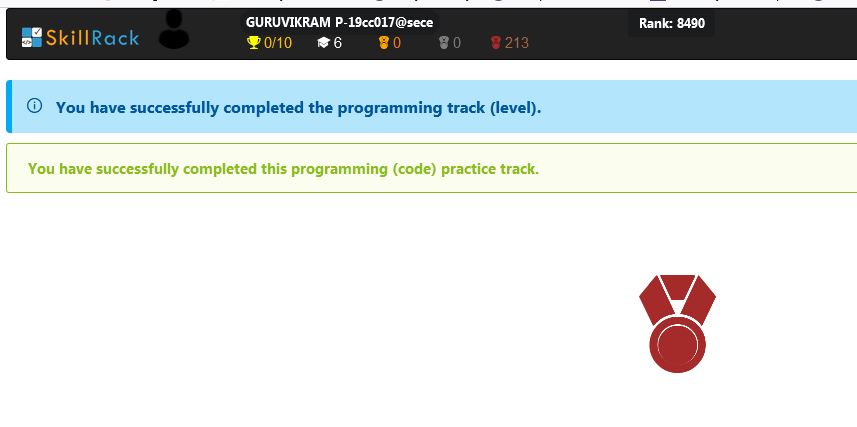 SkillRack
GURUVIKRAM P-19cc017@sece
0/10 6 0 0 213
Rank: 8490
You have successfully completed the programming track (level).
You have successfully completed this programming (code) practice track.